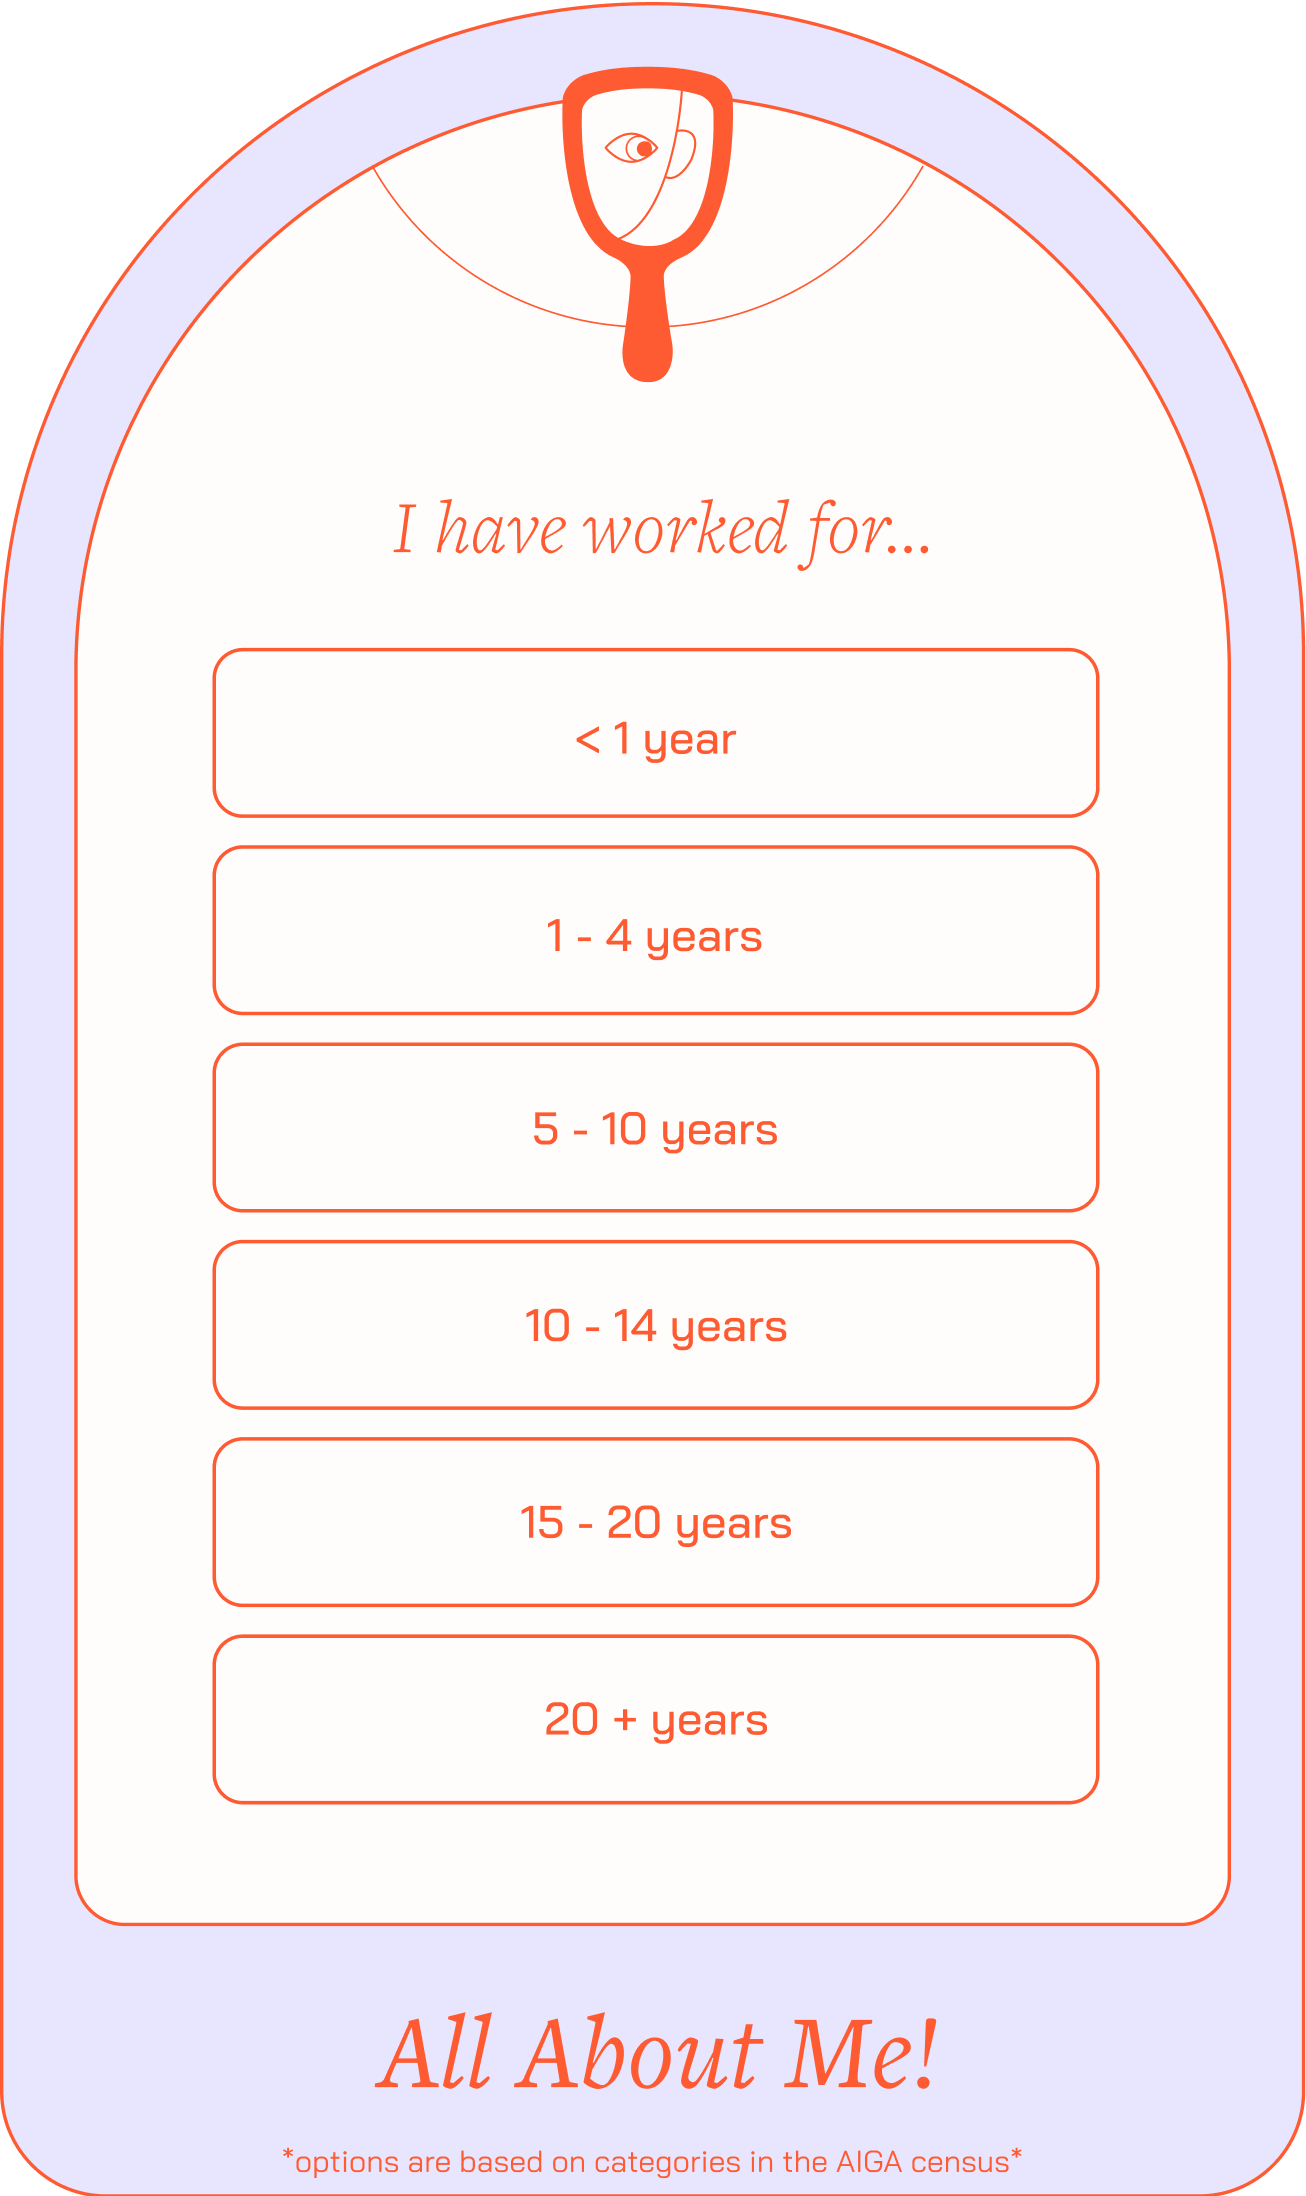 I have worked for...
< 1 year
1 - 4 years
5 - 10 years
10 - 14 years
15 - 20 years
20 + years
All About Me!
*options are based on categories in the AIGA census*